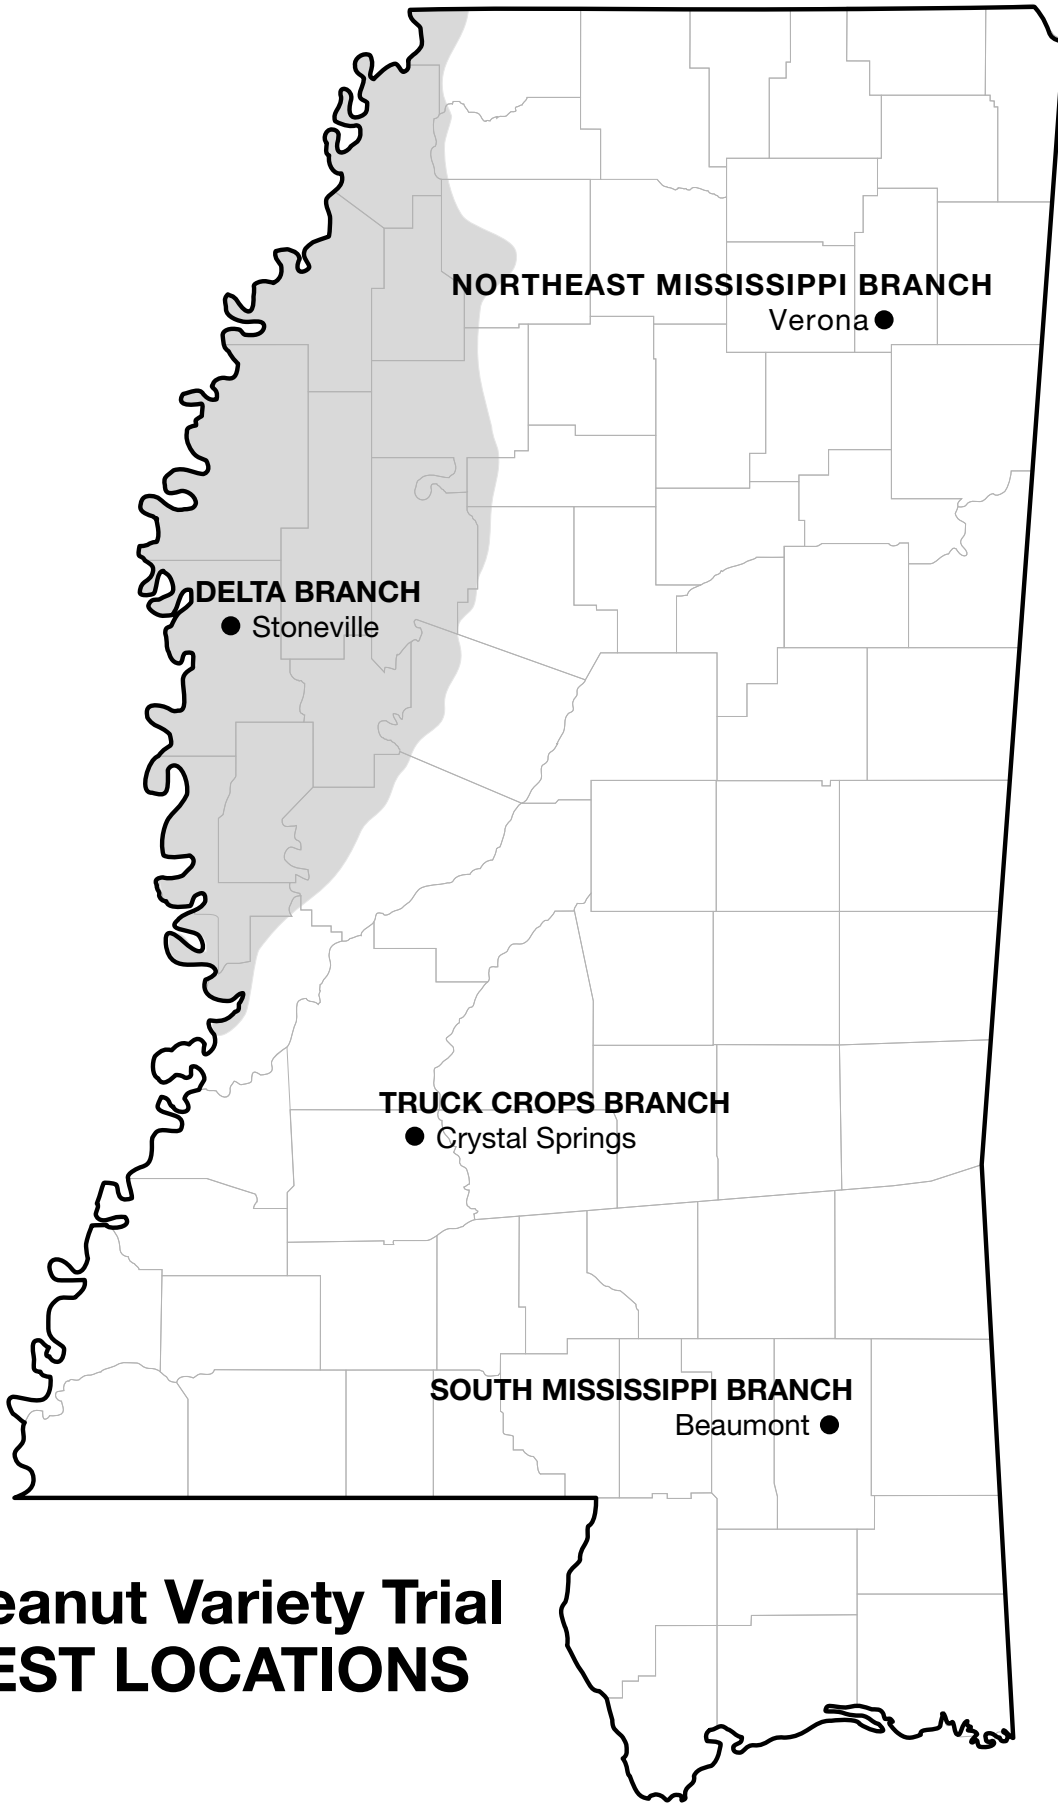 NORTHEAST MISSISSIPPI BRANCH
Verona
DELTA BRANCH
Stoneville
TRUCK CROPS BRANCH
Crystal Springs
SOUTH MISSISSIPPI BRANCH
Beaumont
eanut Variety Trial
EST LOCATIONS